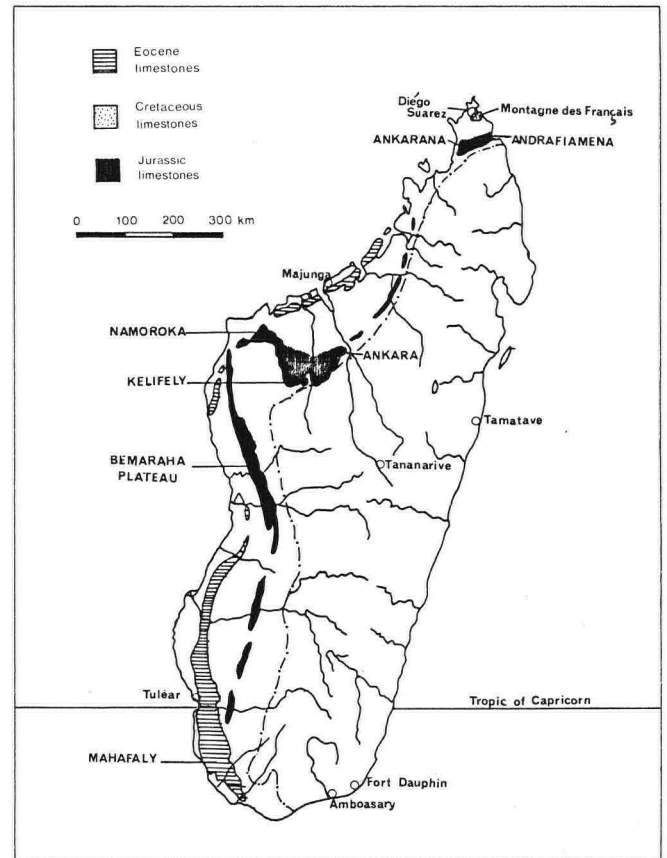 Eocene
limestones
Cretaceous
limestones
Jurassic
limestones
0 100 200 300 km
Diégo
Suarez
Montagne des Français
ANKARANA
ANDRAFIAMENA
Majunga
NAMOROKA
ANKARA
KELIFELY
Tamatave
BEMARAHA
PLATEAU
Tananarive
Tuléar
Tropic of Capricorn
MAHAFALY
Fort Dauphin
Amboasary